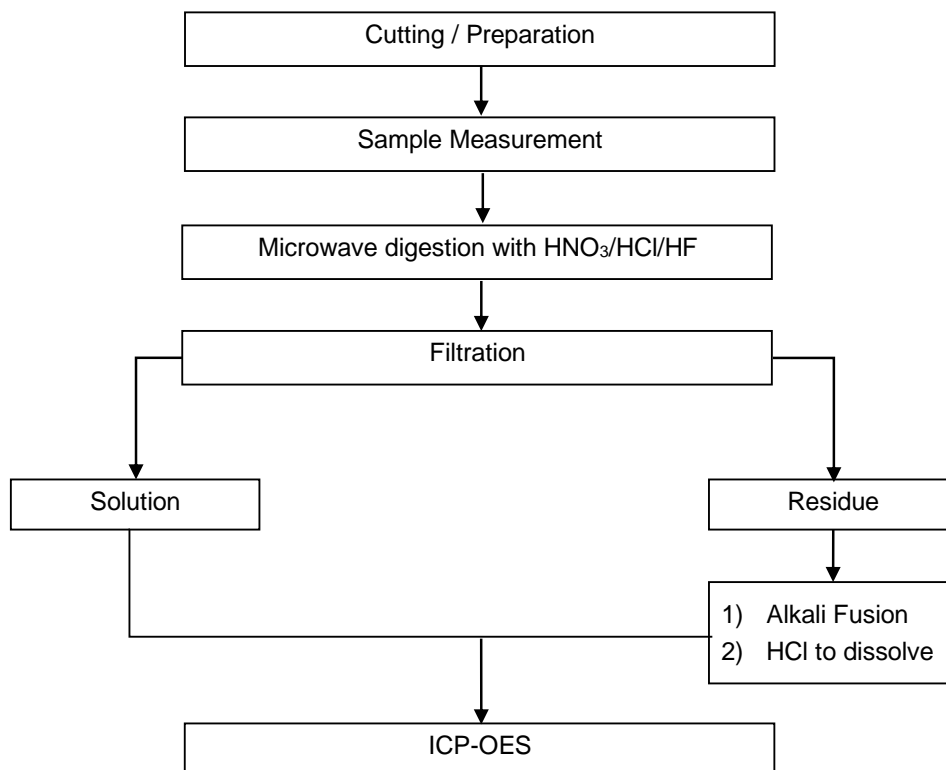 Cutting / Preparation
Sample Measurement
Microwave digestion with HNO₃/HCl/HF
Filtration
Solution
Residue
1) Alkali Fusion
2) HCl to dissolve
ICP-OES